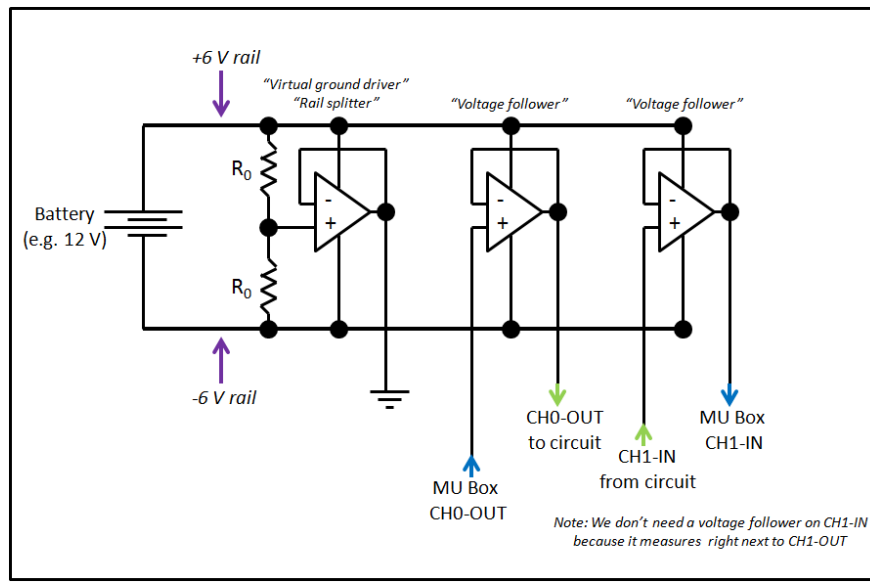 +6 V rail
“Virtual ground driver”
“Rail splitter”
“Voltage follower”
“Voltage follower”
R0
-
+
-
+
-
+
Battery
(e.g. 12 V)
R0
-6 V rail
CH0-OUT
to circuit
MU Box
CH1-IN
CH1-IN
from circuit
MU Box
CH0-OUT
Note: We don’t need a voltage follower on CH1-IN
because it measures right next to CH1-OUT